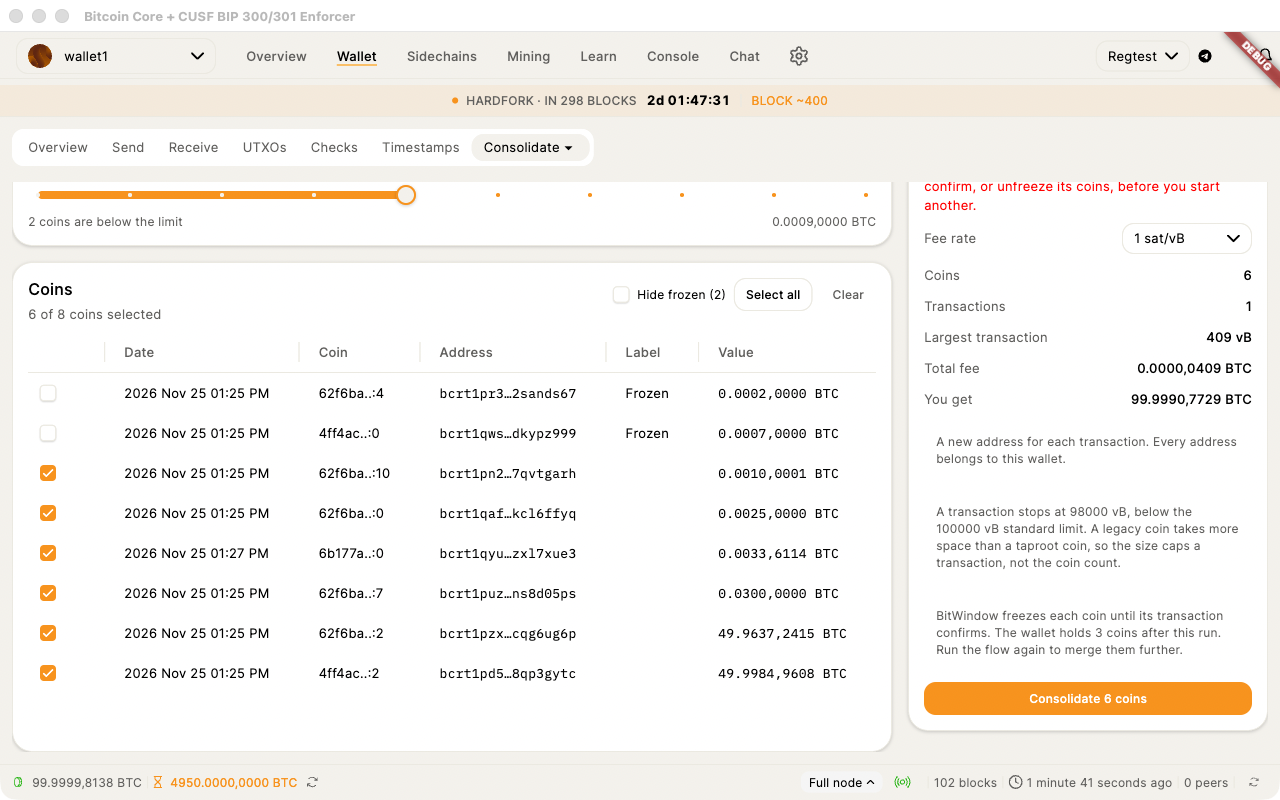 Bitcoin Core + CUSF BIP 300/301 Enforcer
wallet1
Overview
Wallet
Sidechains
Mining
Learn
Console
Chat
Regtest
DEBUG
HARDFORK · IN 298 BLOCKS 2d 01:47:31 BLOCK ~400
Overview
Send
Receive
UTXOs
Checks
Timestamps
Consolidate
2 coins are below the limit
0.0009,0000 BTC
Coins
6 of 8 coins selected
Hide frozen (2)
Select all
Clear
Date Coin Address Label Value
2026 Nov 25 01:25 PM 62f6ba..:4 bcrt1pr3…2sands67 Frozen 0.0002,0000 BTC
2026 Nov 25 01:25 PM 4ff4ac..:0 bcrt1qws…dkypz999 Frozen 0.0007,0000 BTC
2026 Nov 25 01:25 PM 62f6ba..:10 bcrt1pn2…7qvtgarh 0.0010,0001 BTC
2026 Nov 25 01:25 PM 62f6ba..:0 bcrt1qaf…kcl6ffyq 0.0025,0000 BTC
2026 Nov 25 01:27 PM 6b177a..:0 bcrt1qyu…zxl7xue3 0.0033,6114 BTC
2026 Nov 25 01:25 PM 62f6ba..:7 bcrt1puz…ns8d05ps 0.0300,0000 BTC
2026 Nov 25 01:25 PM 62f6ba..:2 bcrt1pzx…cqg6ug6p 49.9637,2415 BTC
2026 Nov 25 01:25 PM 4ff4ac..:2 bcrt1pd5…8qp3gytc 49.9984,9608 BTC
confirm, or unfreeze its coins, before you start
another.
Fee rate 1 sat/vB
Coins 6
Transactions 1
Largest transaction 409 vB
Total fee 0.0000,0409 BTC
You get 99.9990,7729 BTC
A new address for each transaction. Every address
belongs to this wallet.
A transaction stops at 98000 vB, below the
100000 vB standard limit. A legacy coin takes more
space than a taproot coin, so the size caps a
transaction, not the coin count.
BitWindow freezes each coin until its transaction
confirms. The wallet holds 3 coins after this run.
Run the flow again to merge them further.
Consolidate 6 coins
99.9999,8138 BTC
4950.0000,0000 BTC
Full node
102 blocks
1 minute 41 seconds ago
0 peers